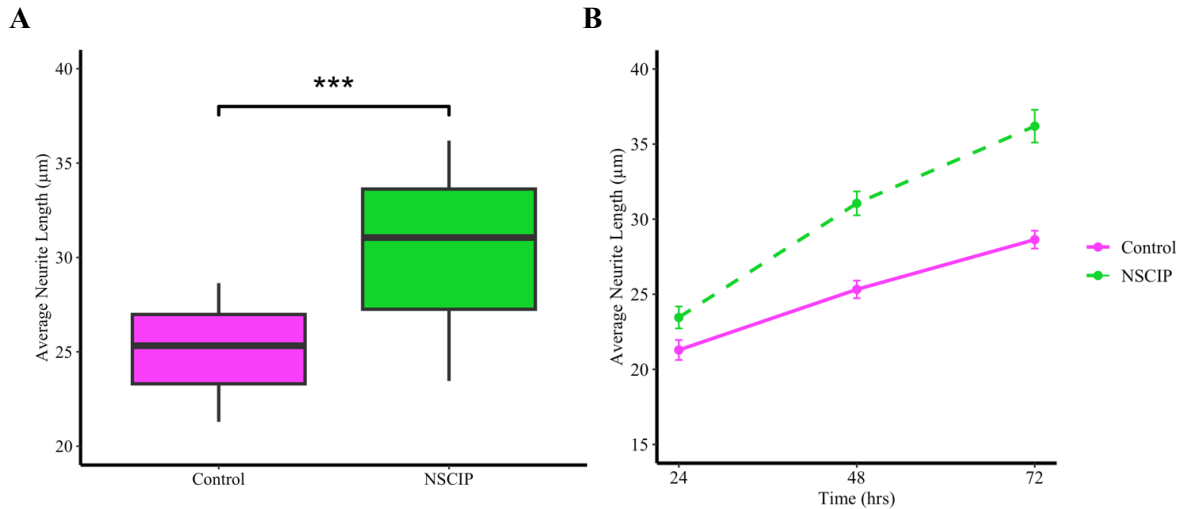 A
B
Average Neurite Length (μm)
40
35
30
25
20
***
Control
NSCIP
Average Neurite Length (μm)
40
35
30
25
20
15
24
48
72
Time (hrs)
Control
NSCIP